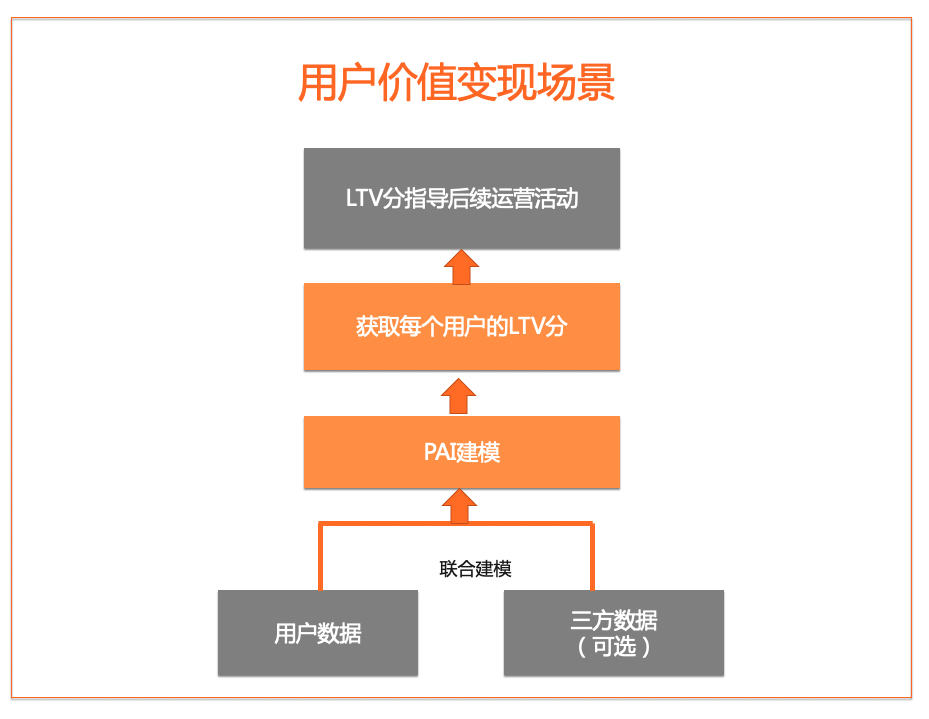 用户价值变现场景
LTV分指导后续运营活动
获取每个用户的LTV分
PAI建模
联合建模
用户数据
三方数据
（可选）